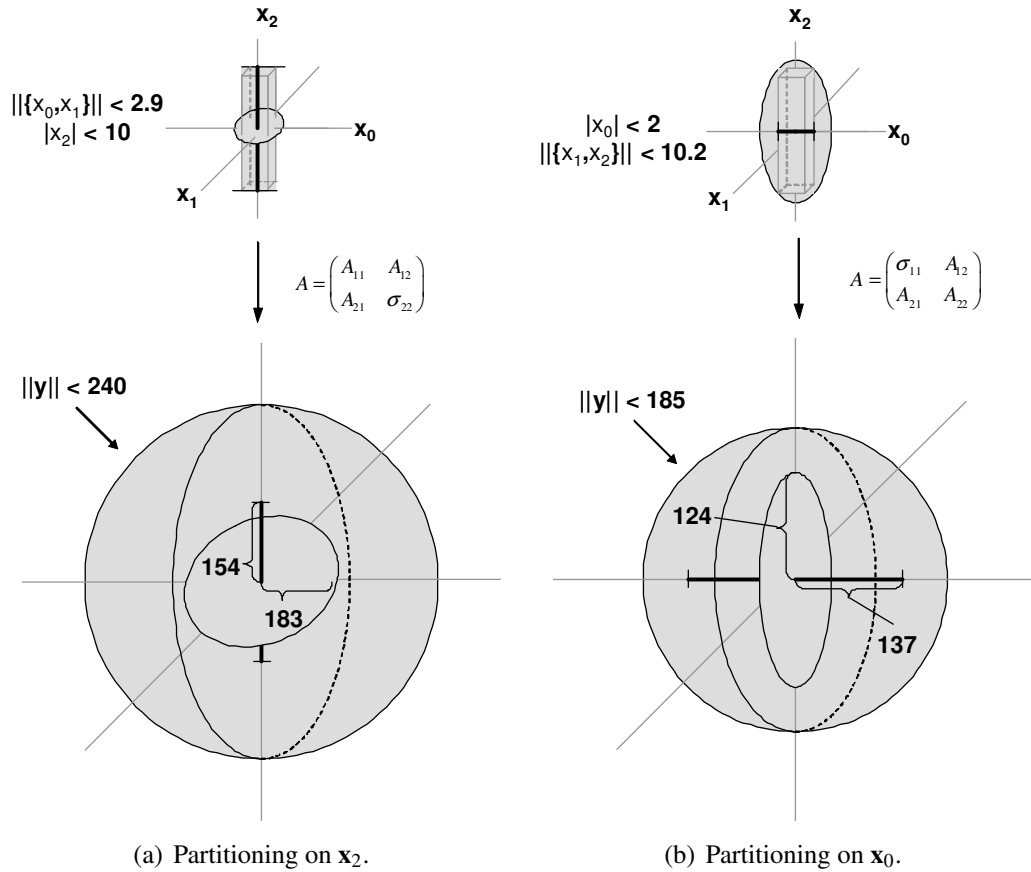 x2
||{x0,x1}|| < 2.9
|x2| < 10
x0
x1
A = ( A11 A12
A21 σ22 )
||y|| < 240
154
183
(a) Partitioning on x2.
x2
|x0| < 2
||{x1,x2}|| < 10.2
x0
x1
A = ( σ11 A12
A21 A22 )
||y|| < 185
124
137
(b) Partitioning on x0.